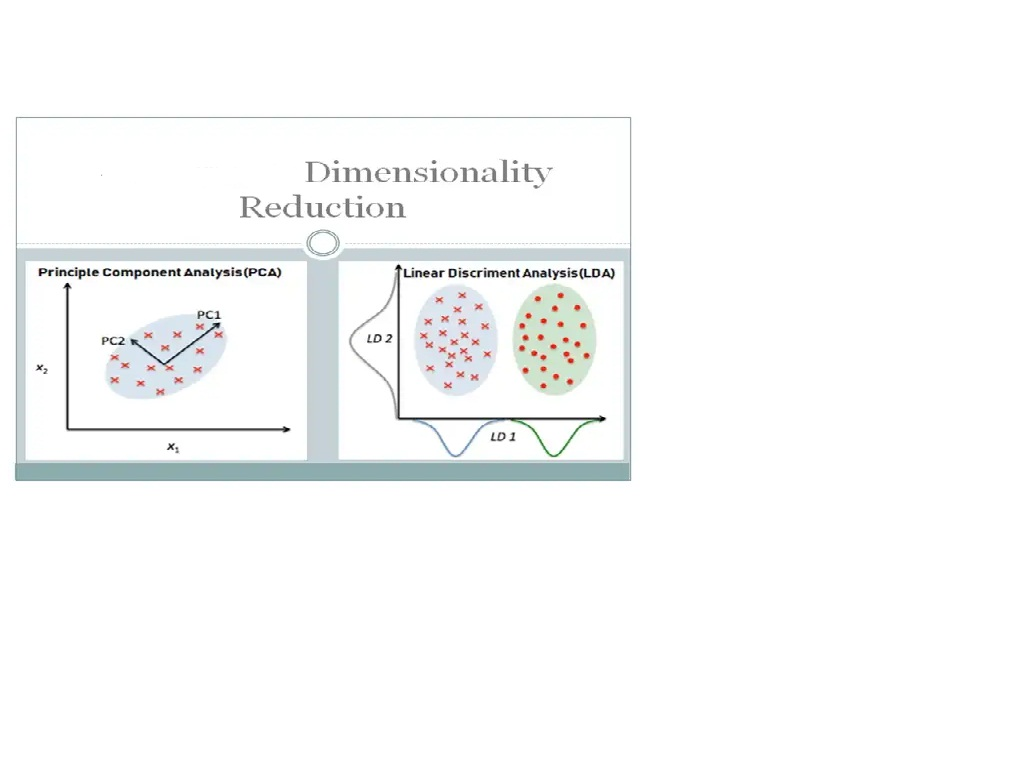 Dimensionality
Reduction
Principle Component Analysis(PCA)
PC1
PC2
x2
x1
Linear Discriment Analysis(LDA)
LD 2
LD 1